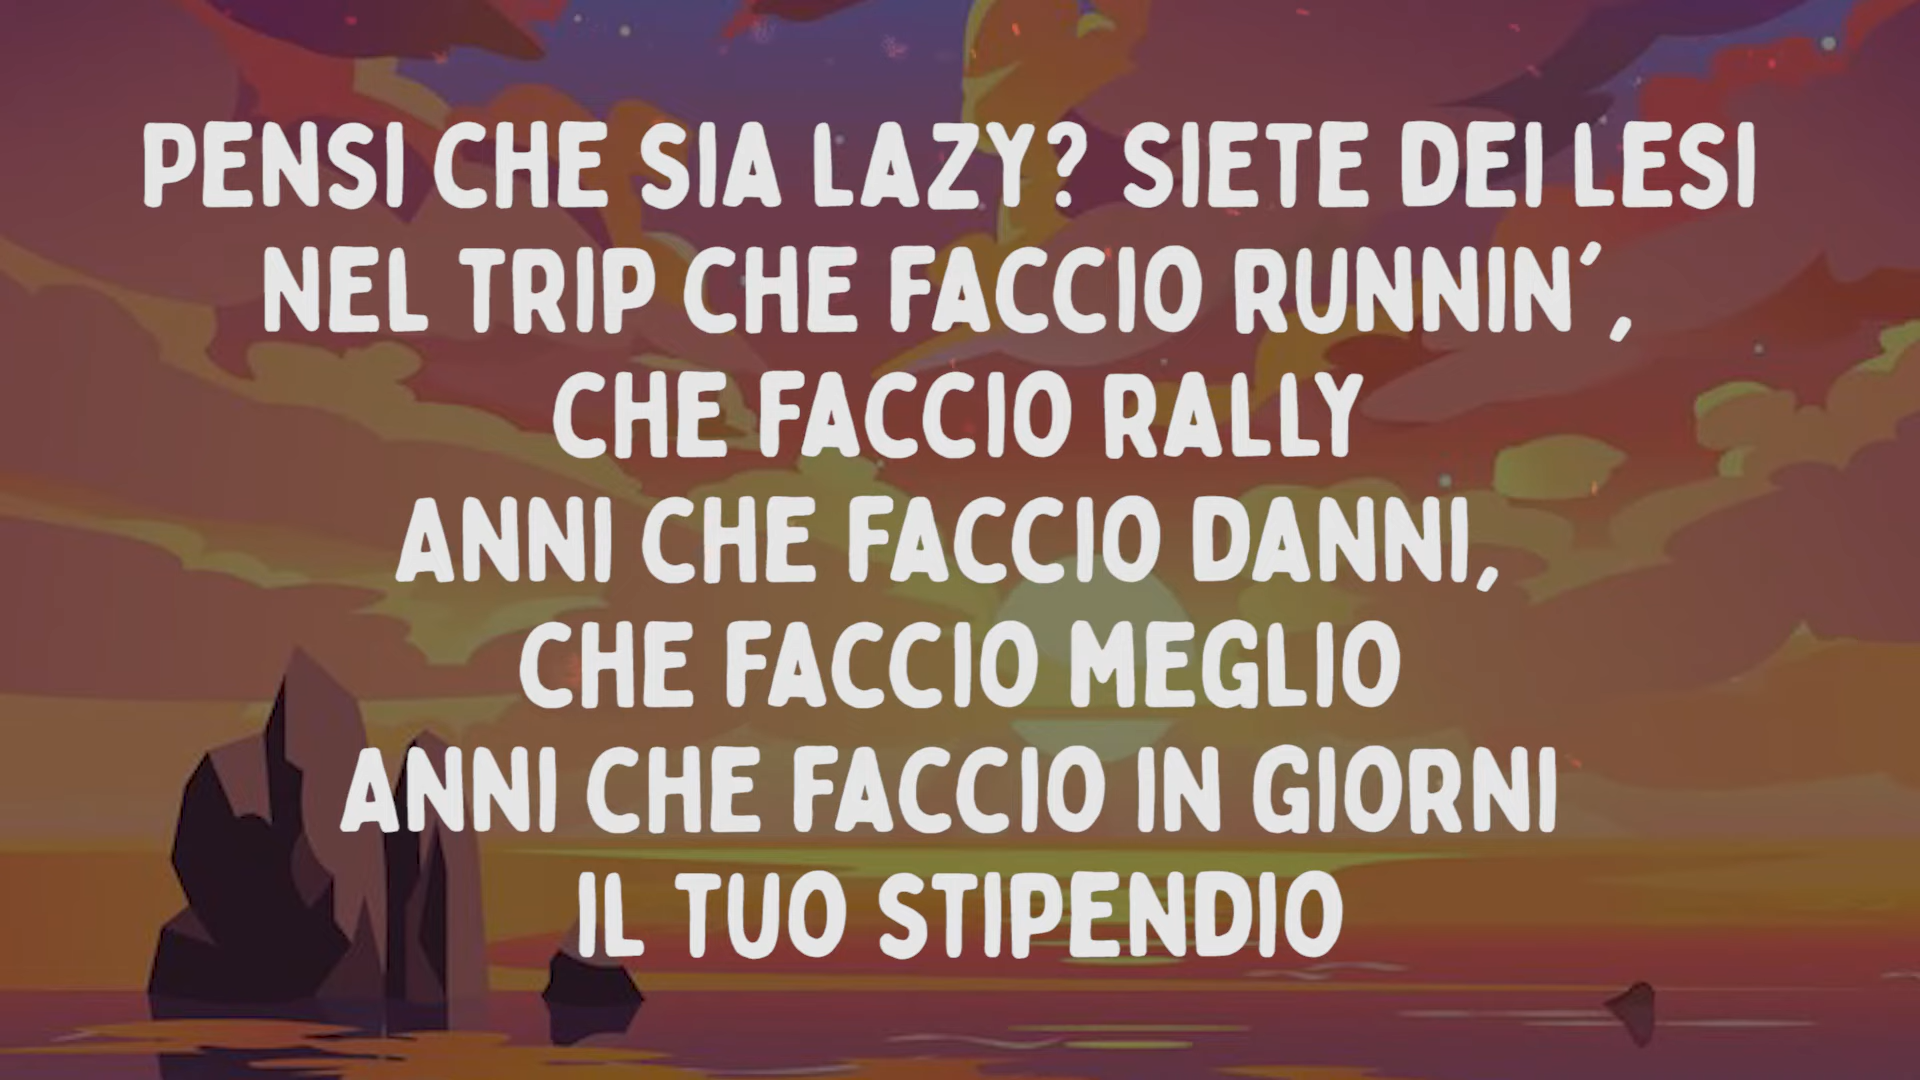 PENSI CHE SIA LAZY? SIETE DEI LESI
NEL TRIP CHE FACCIO RUNNIN',
CHE FACCIO RALLY
ANNI CHE FACCIO DANNI,
CHE FACCIO MEGLIO
ANNI CHE FACCIO IN GIORNI
IL TUO STIPENDIO